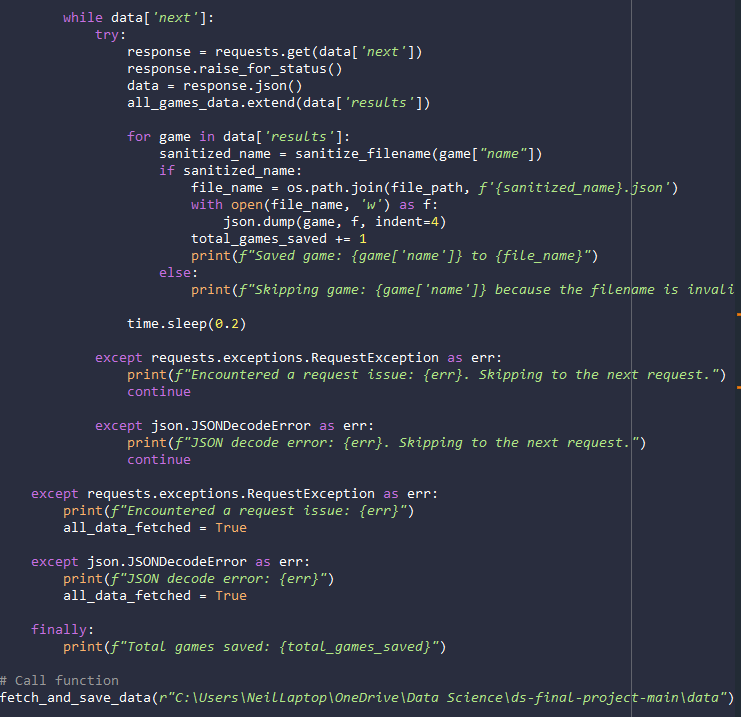 while data['next']:
try:
response = requests.get(data['next'])
response.raise_for_status()
data = response.json()
all_games_data.extend(data['results'])
for game in data['results']:
sanitized_name = sanitize_filename(game["name"])
if sanitized_name:
file_name = os.path.join(file_path, f'{sanitized_name}.json')
with open(file_name, 'w') as f:
json.dump(game, f, indent=4)
total_games_saved += 1
print(f"Saved game: {game['name']} to {file_name}")
else:
print(f"Skipping game: {game['name']} because the filename is invali
time.sleep(0.2)
except requests.exceptions.RequestException as err:
print(f"Encountered a request issue: {err}. Skipping to the next request.")
continue
except json.JSONDecodeError as err:
print(f"JSON decode error: {err}. Skipping to the next request.")
continue
except requests.exceptions.RequestException as err:
print(f"Encountered a request issue: {err}")
all_data_fetched = True
except json.JSONDecodeError as err:
print(f"JSON decode error: {err}")
all_data_fetched = True
finally:
print(f"Total games saved: {total_games_saved}")
# Call function
fetch_and_save_data(r"C:\Users\NeilLaptop\OneDrive\Data Science\ds-final-project-main\data")